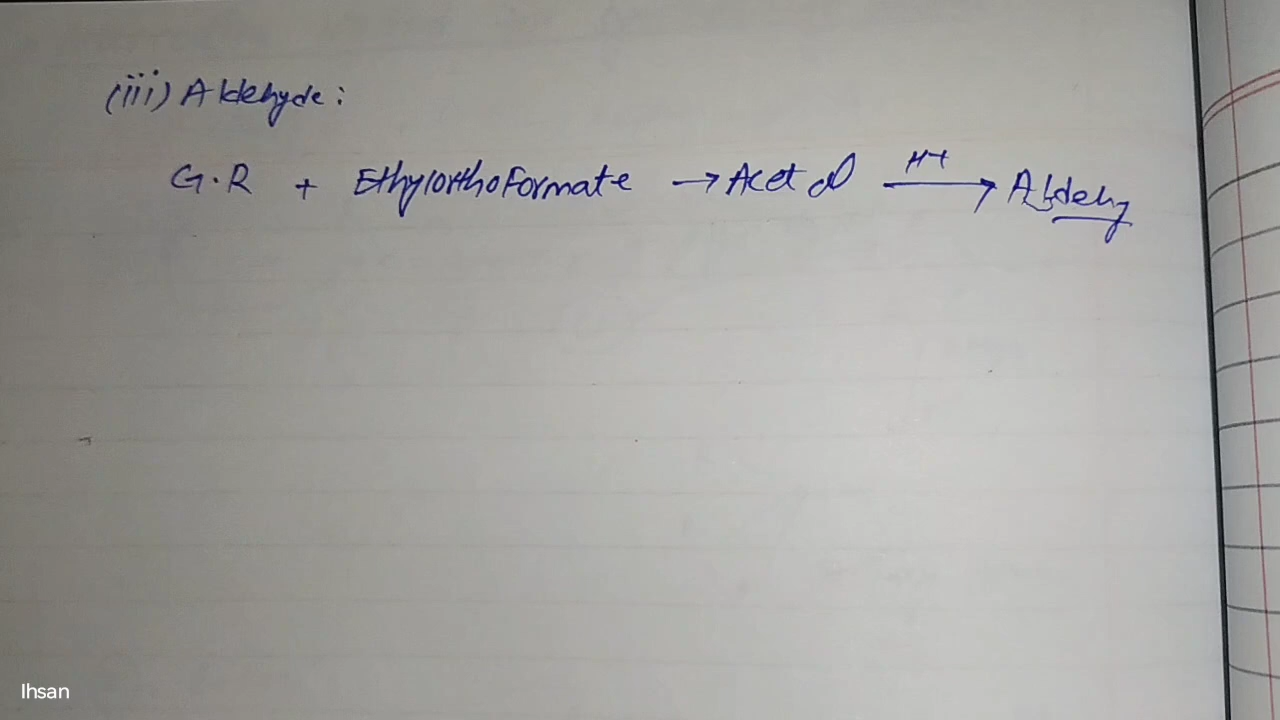 (iii) Aldehyde:
G.R + Ethylorthoformate → Acetal H+ → Aldehy
Ihsan